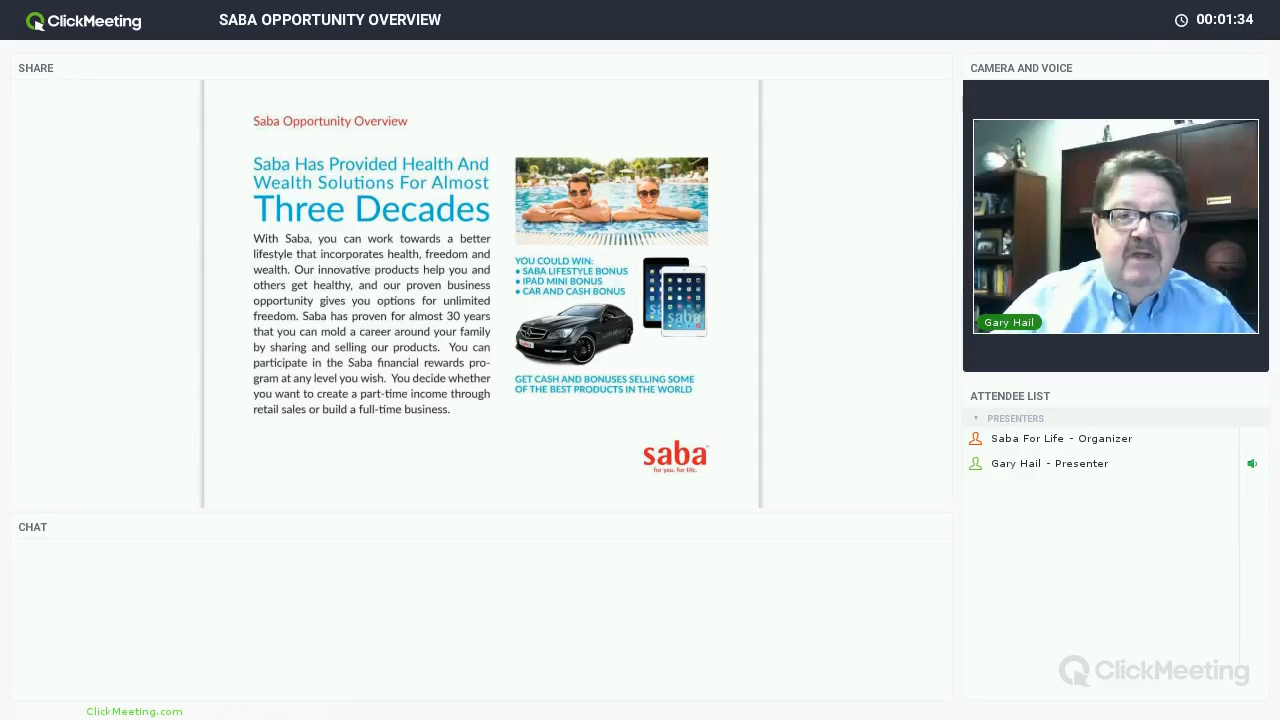 ClickMeeting
SABA OPPORTUNITY OVERVIEW
00:01:34
SHARE
Saba Opportunity Overview
Saba Has Provided Health And
Wealth Solutions For Almost
Three Decades
With Saba, you can work towards a better
lifestyle that incorporates health, freedom and
wealth. Our innovative products help you and
others get healthy, and our proven business
opportunity gives you options for unlimited
freedom. Saba has proven for almost 30 years
that you can mold a career around your family
by sharing and selling our products. You can
participate in the Saba financial rewards pro-
gram at any level you wish. You decide whether
you want to create a part-time income through
retail sales or build a full-time business.
YOU COULD WIN:
• SABA LIFESTYLE BONUS
• IPAD MINI BONUS
• CAR AND CASH BONUS
saba
GET CASH AND BONUSES SELLING SOME
OF THE BEST PRODUCTS IN THE WORLD
saba
for you. for life.
CHAT
CAMERA AND VOICE
Gary Hail
ATTENDEE LIST
PRESENTERS
Saba For Life - Organizer
Gary Hail - Presenter
ClickMeeting
ClickMeeting.com